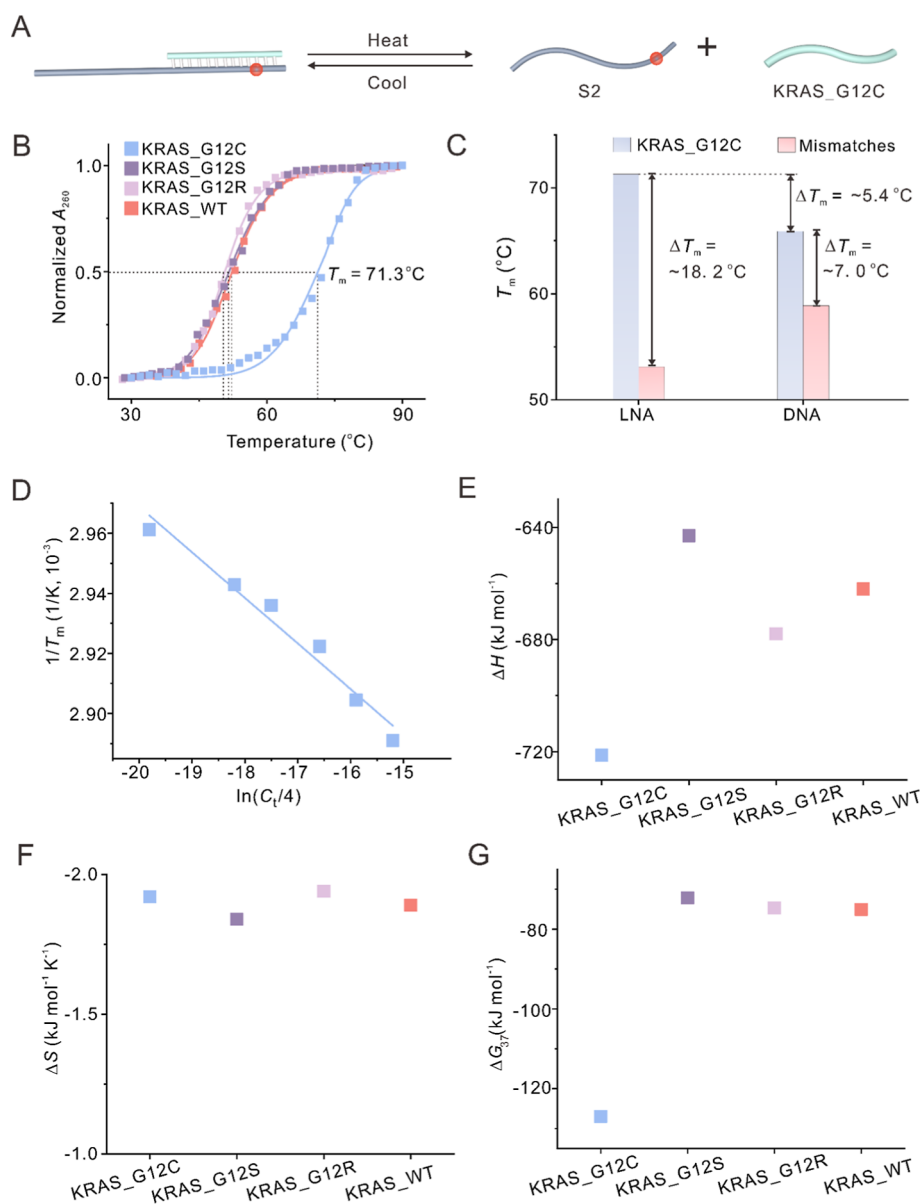 A
Heat
Cool
+
S2
KRAS_G12C
B
KRAS_G12C
KRAS_G12S
KRAS_G12R
KRAS_WT
1.0
0.5
0.0
Normalized A260
Tm = 71.3 °C
30
60
90
Temperature (°C)
C
KRAS_G12C
Mismatches
70
60
50
Tm (°C)
ΔTm =
~18.2 °C
ΔTm = ~5.4 °C
ΔTm =
~7.0 °C
LNA
DNA
D
2.96
2.94
2.92
2.90
1/Tm (1/K, 10⁻³)
-20
-19
-18
-17
-16
-15
ln(Ct/4)
E
-640
-680
-720
ΔH (kJ mol⁻¹)
KRAS_G12C
KRAS_G12S
KRAS_G12R
KRAS_WT
F
-2.0
-1.5
-1.0
ΔS (kJ mol⁻¹ K⁻¹)
KRAS_G12C
KRAS_G12S
KRAS_G12R
KRAS_WT
G
-80
-100
-120
ΔG37(kJ mol⁻¹)
KRAS_G12C
KRAS_G12S
KRAS_G12R
KRAS_WT